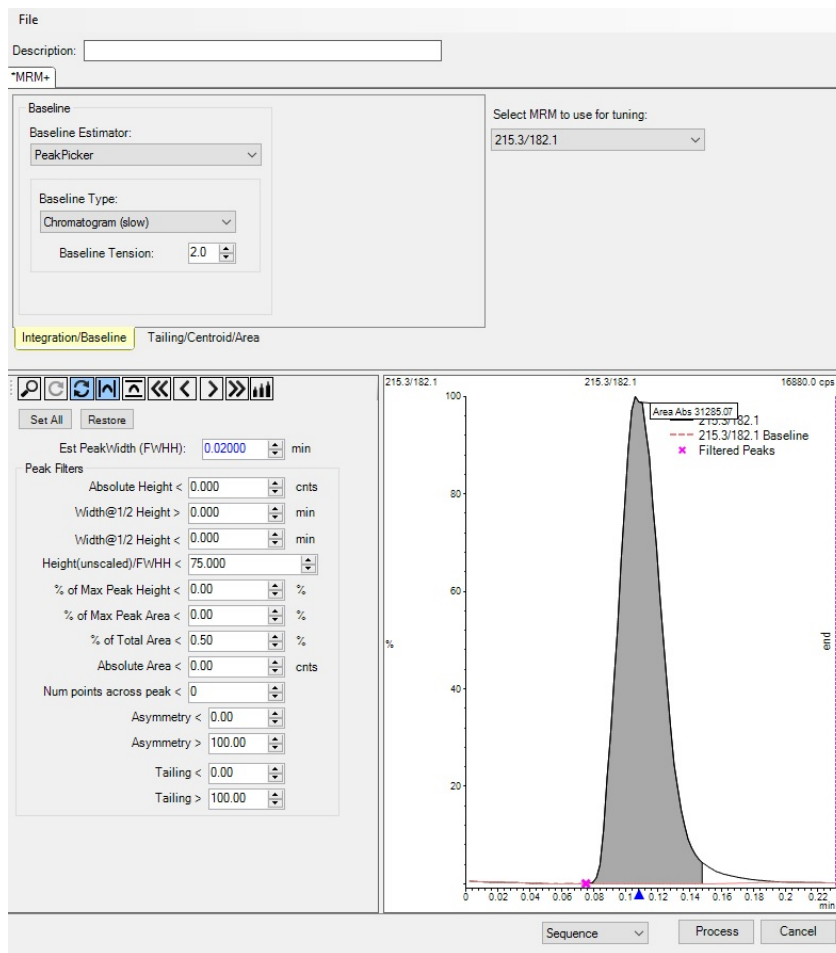 File
Description:
*MRM+
Baseline
Baseline Estimator:
PeakPicker
Baseline Type:
Chromatogram (slow)
Baseline Tension: 2.0
Select MRM to use for tuning:
215.3/182.1
Integration/Baseline Tailing/Centroid/Area
Set All Restore
Est PeakWidth (FWHH): 0.02000 min
Peak Filters
Absolute Height < 0.000 cnts
Width@1/2 Height > 0.000 min
Width@1/2 Height < 0.000 min
Height(unscaled)/FWHH < 75.000
% of Max Peak Height < 0.00 %
% of Max Peak Area < 0.00 %
% of Total Area < 0.50 %
Absolute Area < 0.00 cnts
Num points across peak < 0
Asymmetry < 0.00
Asymmetry > 100.00
Tailing < 0.00
Tailing > 100.00
215.3/182.1 215.3/182.1 16880.0 cps
Area Abs 31285.07
215.3/182.1
215.3/182.1 Baseline
Filtered Peaks
100
80
60
%
40
20
end
0 0.02 0.04 0.06 0.08 0.1 0.12 0.14 0.16 0.18 0.2 0.22
min
Sequence Process Cancel